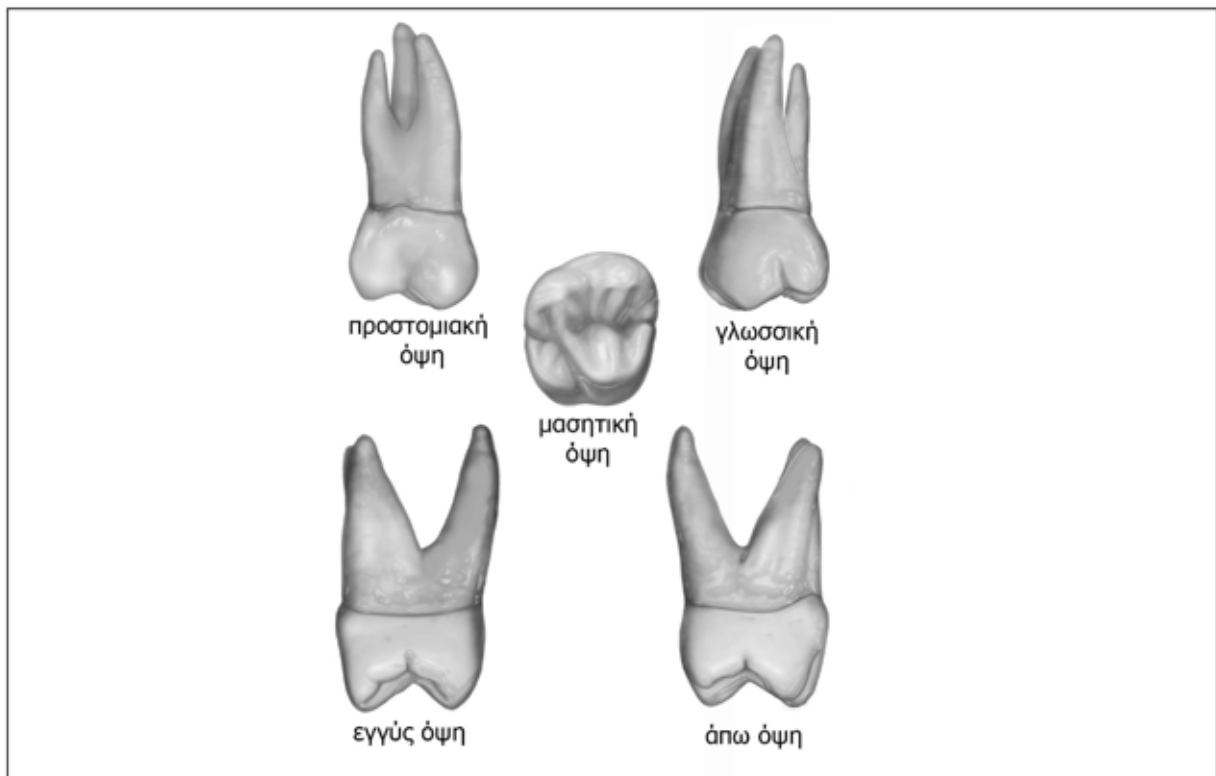 προστομιακή
όψη
γλωσσική
όψη
μασητική
όψη
εγγύς όψη
άπω όψη